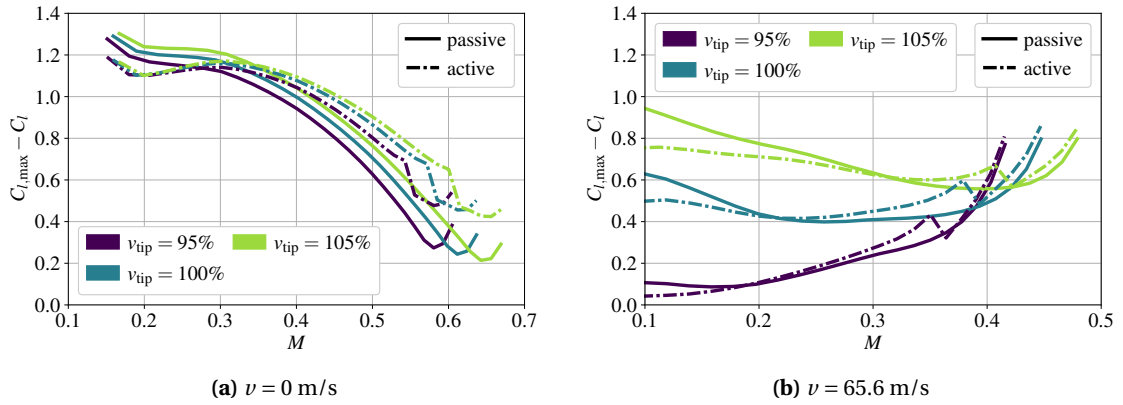 1.4
1.2
1.0
0.8
0.6
0.4
0.2
0.0
C_{l,max} − C_l
passive
active
v_tip = 95%
v_tip = 105%
v_tip = 100%
0.1 0.2 0.3 0.4 0.5 0.6 0.7
M
(a) v = 0 m/s
1.4
1.2
1.0
0.8
0.6
0.4
0.2
0.0
C_{l,max} − C_l
v_tip = 95%
v_tip = 105%
v_tip = 100%
passive
active
0.1 0.2 0.3 0.4 0.5
M
(b) v = 65.6 m/s